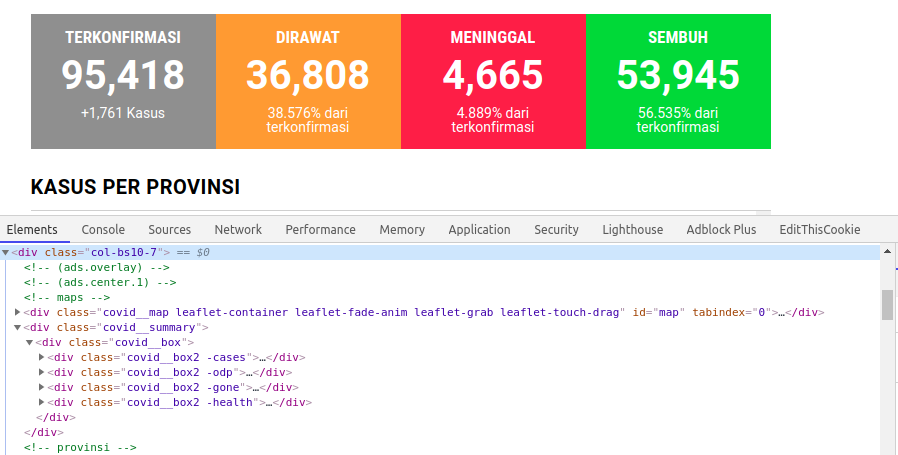 TERKONFIRMASI DIRAWAT MENINGGAL SEMBUH
95,418 36,808 4,665 53,945
+1,761 Kasus 38.576% dari 4.889% dari 56.535% dari
terkonfirmasi terkonfirmasi terkonfirmasi
KASUS PER PROVINSI
Elements Console Sources Network Performance Memory Application Security Lighthouse Adblock Plus EditThisCookie
<div class="col-bs10-7"> == $0
<!-- (ads.overlay) -->
<!-- (ads.center.1) -->
<!-- maps -->
<div class="covid__map leaflet-container leaflet-fade-anim leaflet-grab leaflet-touch-drag" id="map" tabindex="0">…</div>
<div class="covid__summary">
<div class="covid__box">
<div class="covid__box2 -cases">…</div>
<div class="covid__box2 -odp">…</div>
<div class="covid__box2 -gone">…</div>
<div class="covid__box2 -health">…</div>
</div>
</div>
<!-- provinsi -->